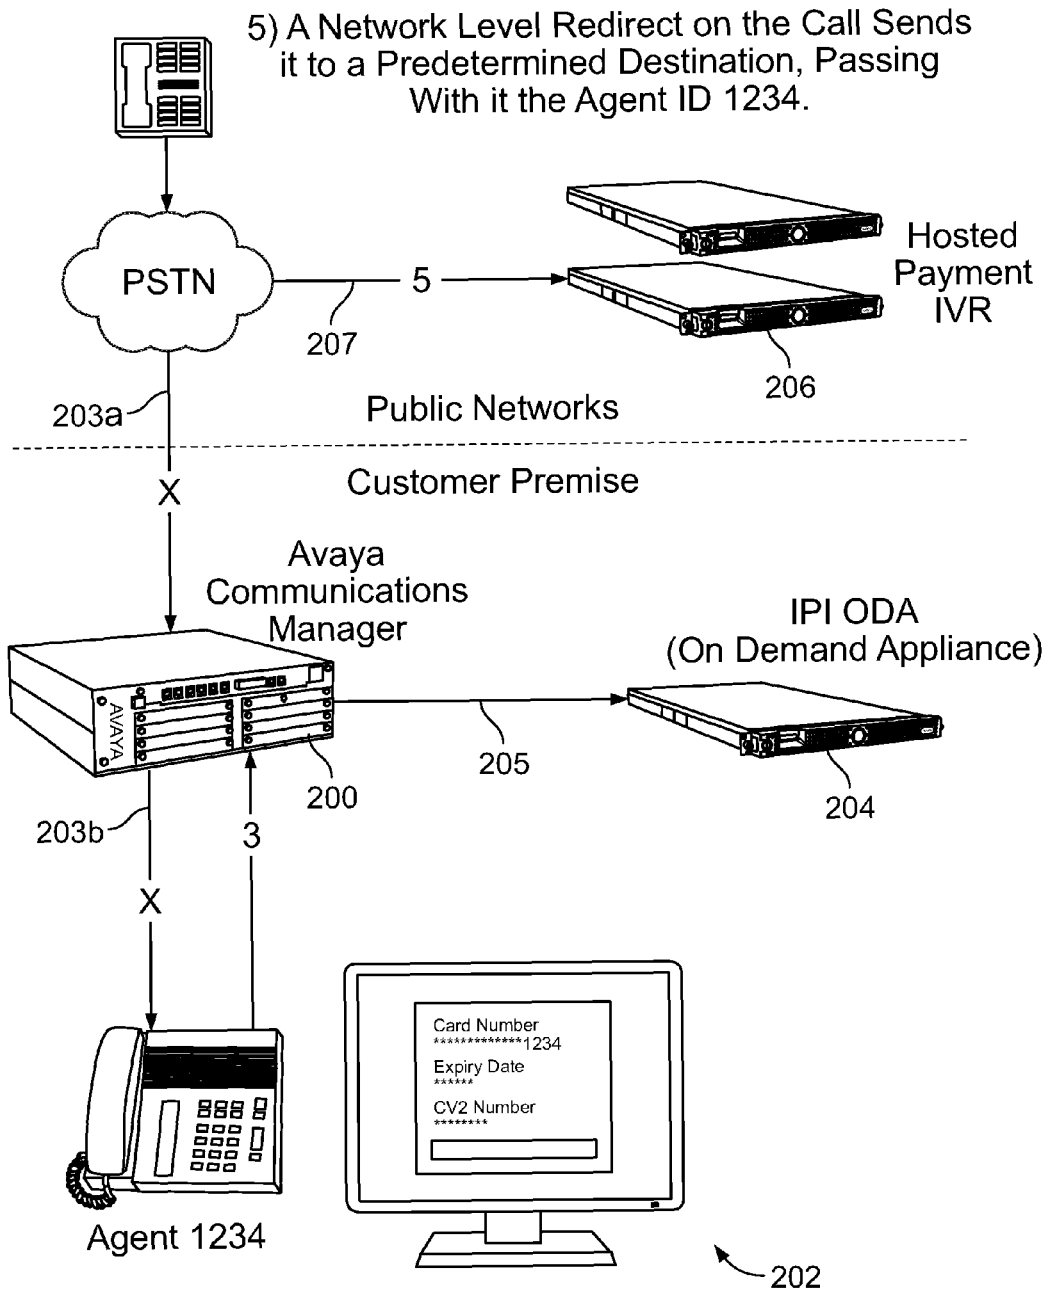 5) A Network Level Redirect on the Call Sends
it to a Predetermined Destination, Passing
With it the Agent ID 1234.
PSTN
5
207
Hosted
Payment
IVR
206
203a
Public Networks
Customer Premise
X
Avaya
Communications
Manager
IPI ODA
(On Demand Appliance)
AVAYA
205
200
204
203b
3
X
Card Number
*************1234
Expiry Date
******
CV2 Number
********
Agent 1234
202